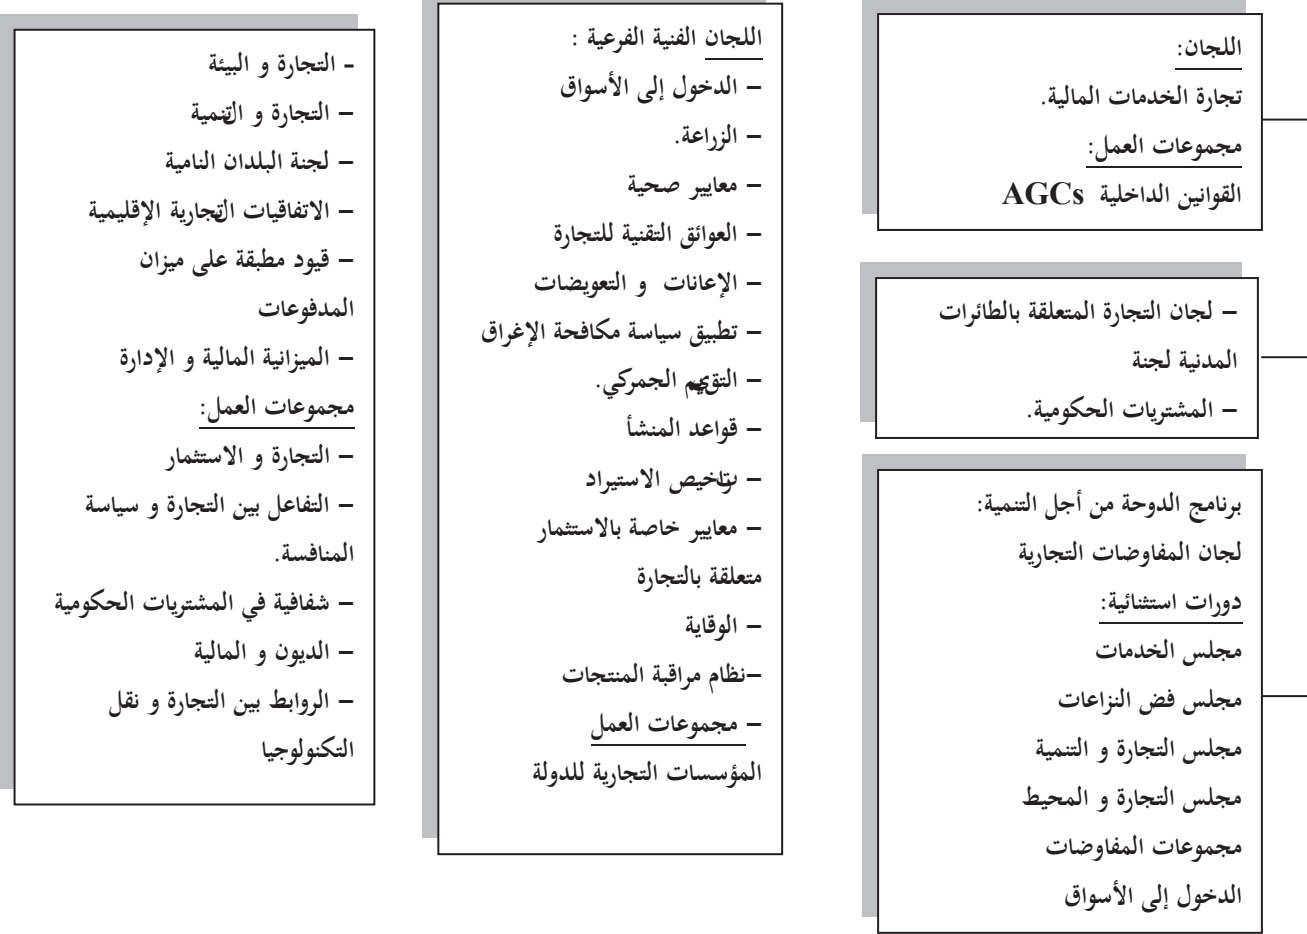 اللجان:
تجارة الخدمات المالية.
مجموعات العمل:
القوانين الداخلية AGCs
– لجان التجارة المتعلقة بالطائرات
المدنية لجنة
– المشتريات الحكومية.
برنامج الدوحة من أجل التنمية:
لجان المفاوضات التجارية
دورات استثنائية:
مجلس الخدمات
مجلس فض النزاعات
مجلس التجارة و التنمية
مجلس التجارة و المحيط
مجموعات المفاوضات
الدخول إلى الأسواق
اللجان الفنية الفرعية :
– الدخول إلى الأسواق
– الزراعة.
– معايير صحية
– العوائق التقنية للتجارة
– الإعانات و التعويضات
– تطبيق سياسة مكافحة الإغراق
– التقييم الجمركي.
– قواعد المنشأ
– تراخيص الاستيراد
– معايير خاصة بالاستثمار
متعلقة بالتجارة
– الوقاية
–نظام مراقبة المنتجات
– مجموعات العمل
المؤسسات التجارية للدولة
- التجارة و البيئة
– التجارة و التنمية
– لجنة البلدان النامية
– الاتفاقيات التجارية الإقليمية
– قيود مطبقة على ميزان
المدفوعات
– الميزانية المالية و الإدارة
مجموعات العمل:
– التجارة و الاستثمار
– التفاعل بين التجارة و سياسة
المنافسة.
– شفافية في المشتريات الحكومية
– الديون و المالية
– الروابط بين التجارة و نقل
التكنولوجيا